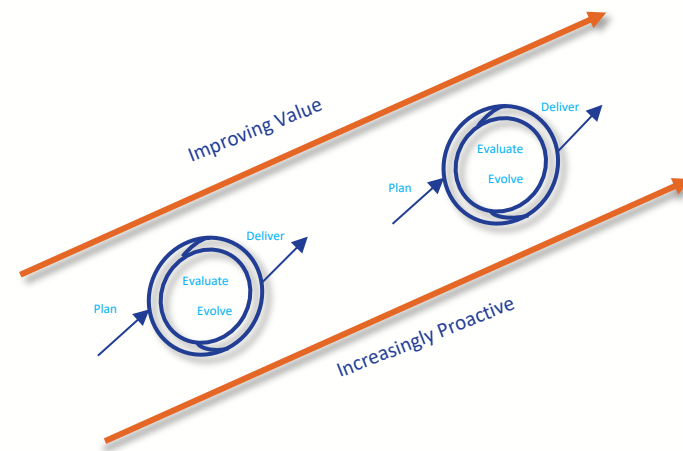 Improving Value
Deliver
Evaluate
Evolve
Plan
Deliver
Evaluate
Evolve
Plan
Increasingly Proactive